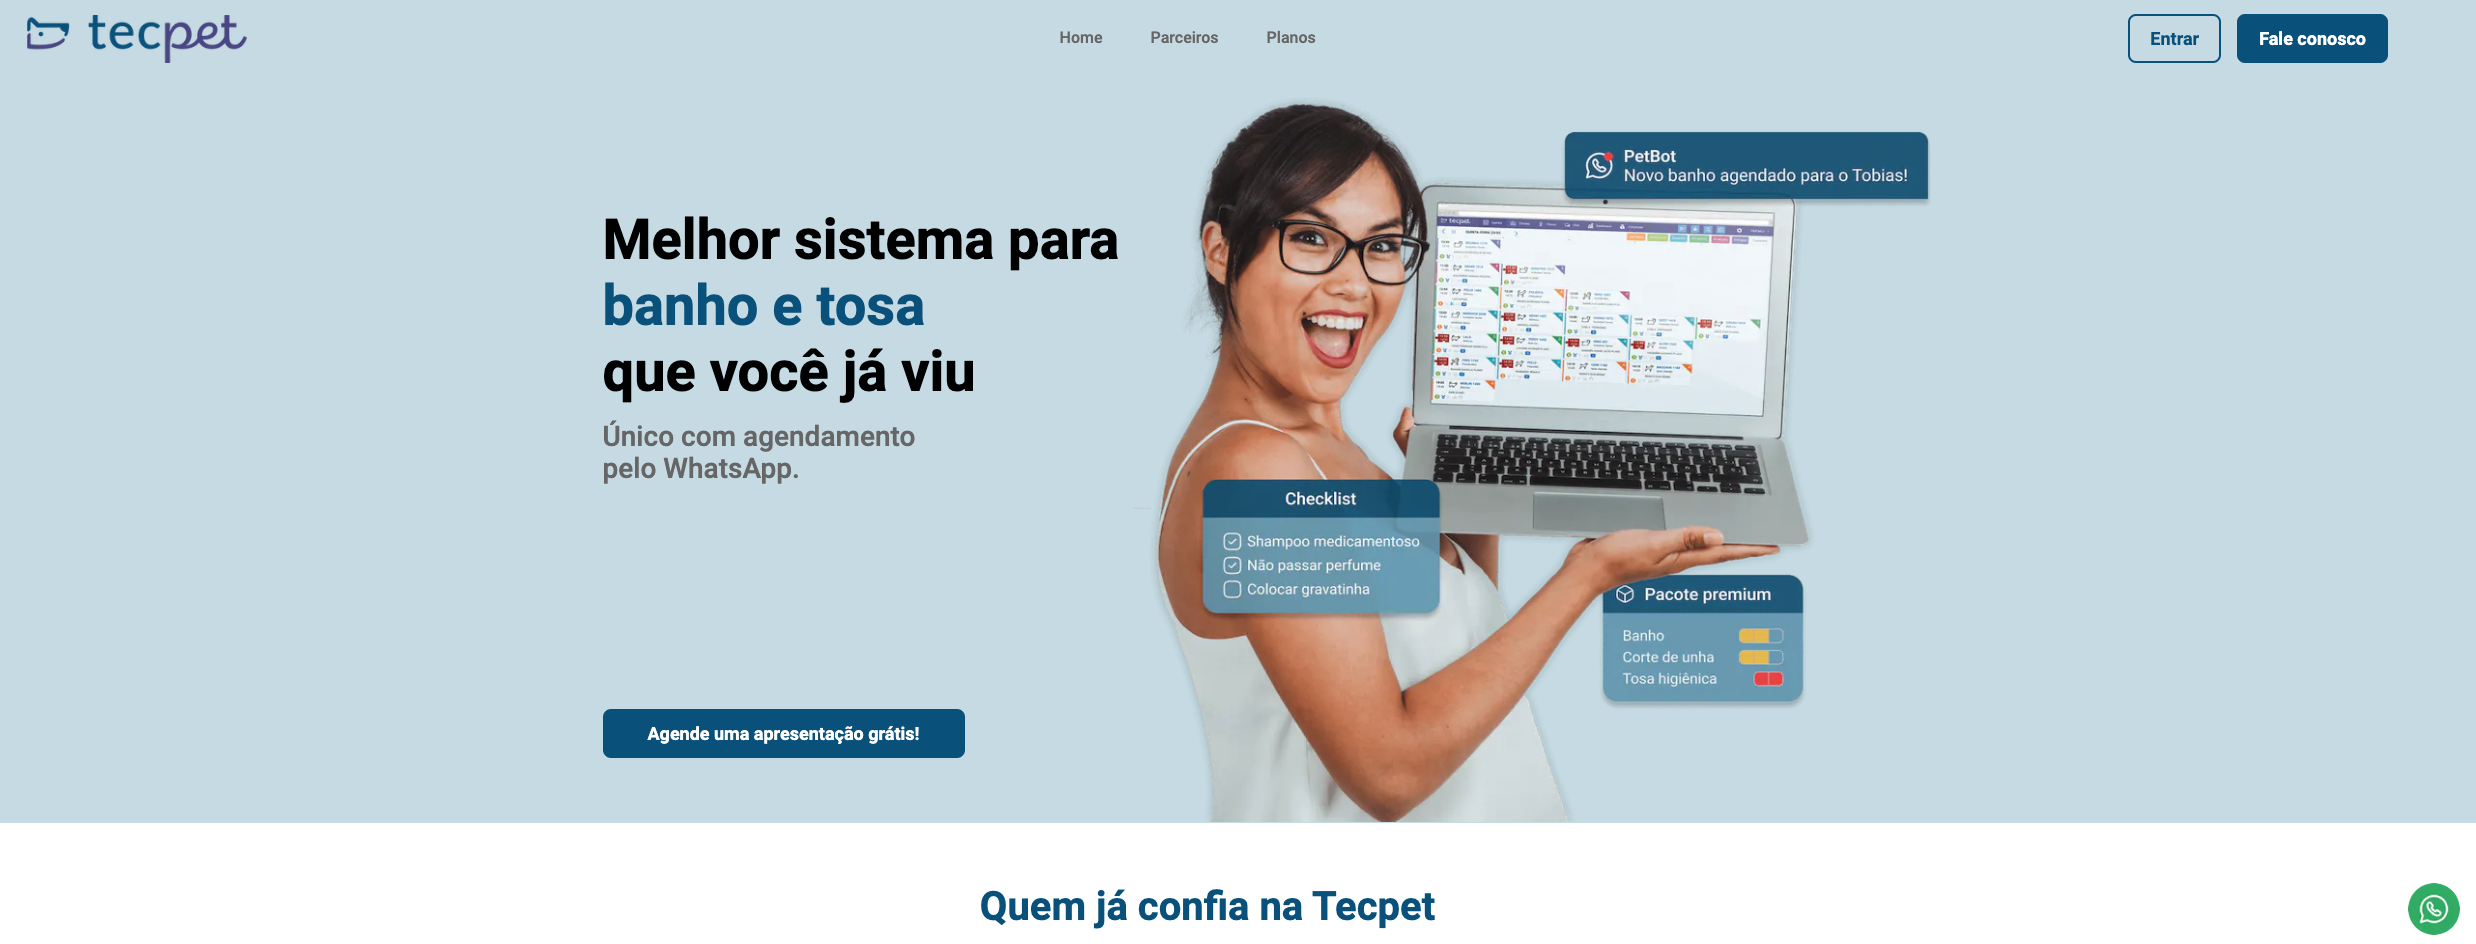 tecpet
Home
Parceiros
Planos
Entrar
Fale conosco
PetBot
Novo banho agendado para o Tobias!
Melhor sistema para
banho e tosa
que você já viu
Único com agendamento
pelo WhatsApp.
tecpet
Checklist
Shampoo medicamentoso
Não passar perfume
Colocar gravatinha
Pacote premium
Banho
Corte de unha
Tosa higiênica
Agende uma apresentação grátis!
Quem já confia na Tecpet